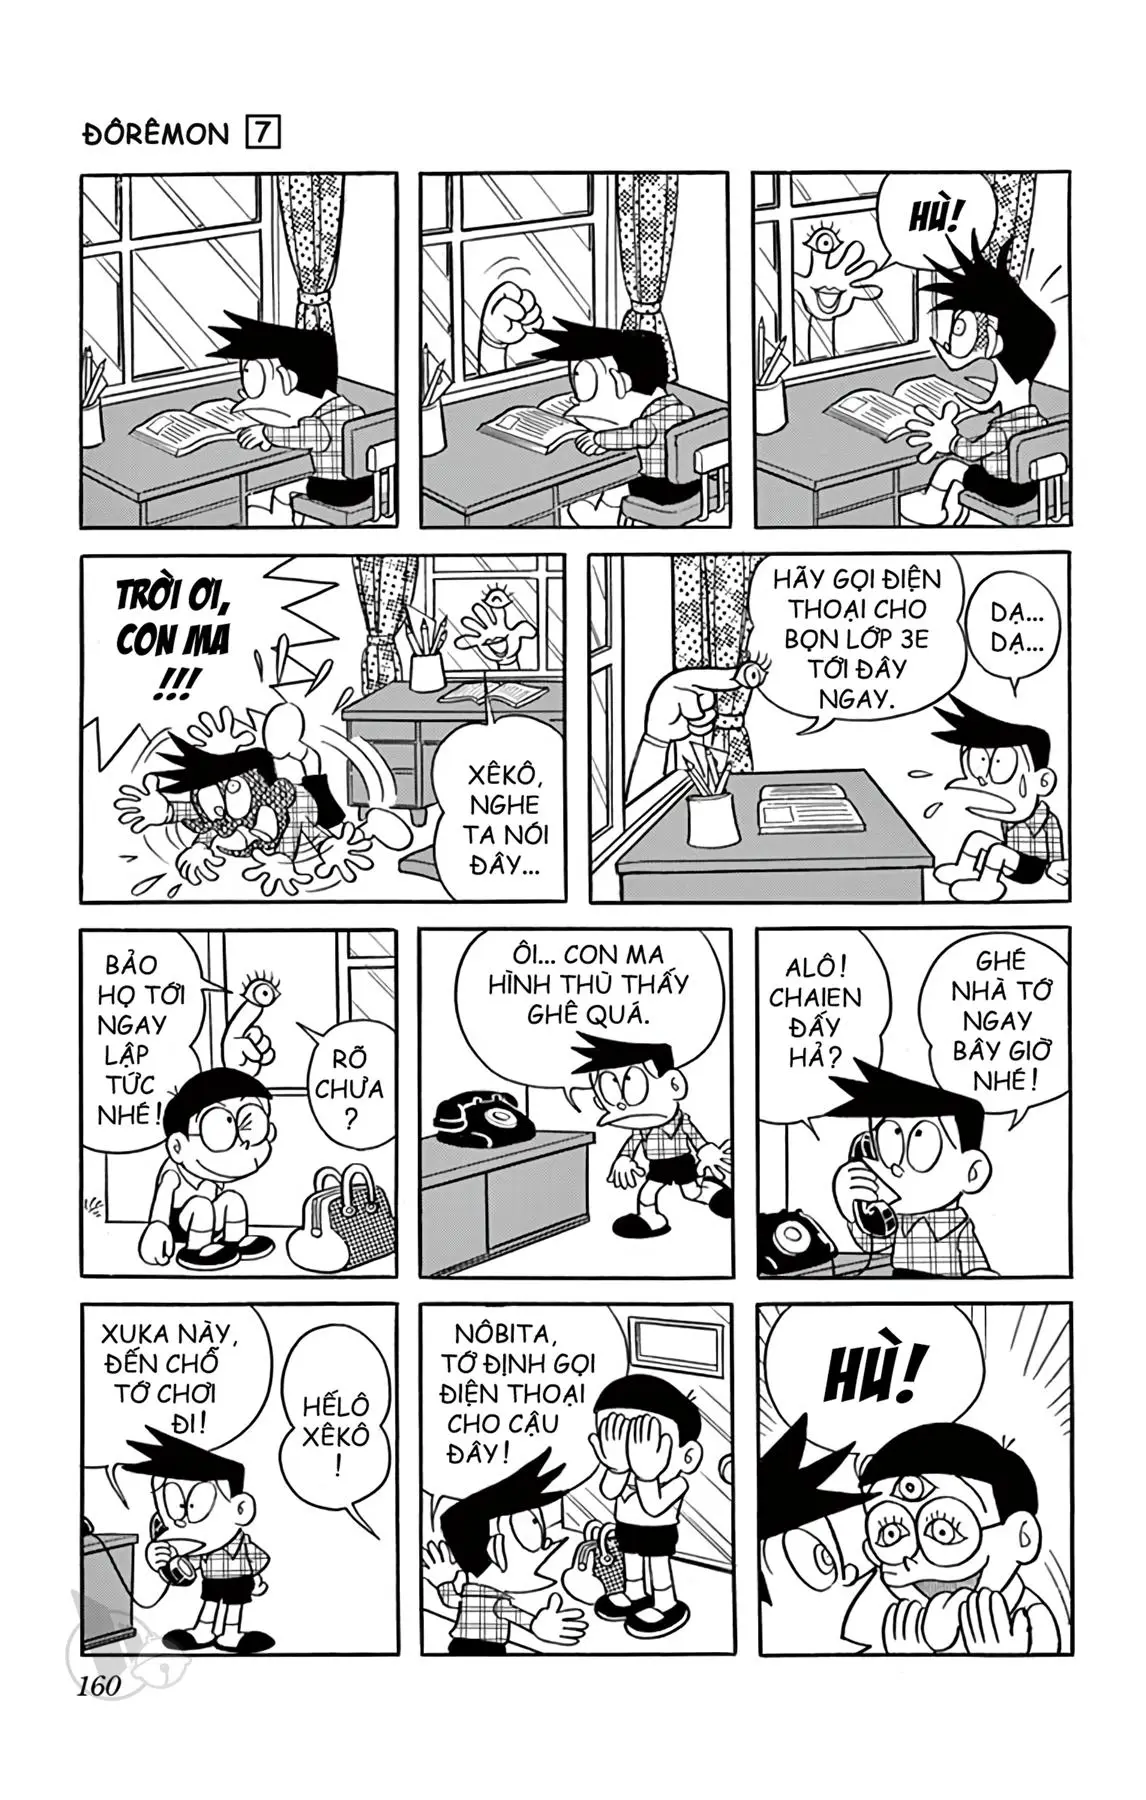 ĐÔRÊMON 7
HÙ!
TRỜI ƠI,
CON MA
!!!
XÊKÔ,
NGHE
TA NÓI
ĐÂY...
HÃY GỌI ĐIỆN
THOẠI CHO
BỌN LỚP 3E
TỚI ĐÂY
NGAY.
DẠ...
DẠ...
BẢO
HỌ TỚI
NGAY
LẬP
TỨC
NHÉ!
RÕ
CHƯA
?
ÔI... CON MA
HÌNH THÙ THẤY
GHÊ QUÁ.
ALÔ!
CHAIEN
ĐẤY
HẢ?
GHÉ
NHÀ TỚ
NGAY
BÂY GIỜ
NHÉ!
XUKA NÀY,
ĐẾN CHỖ
TỚ CHƠI
ĐI!
HẾLÔ
XÊKÔ
!
NÔBITA,
TỚ ĐỊNH GỌI
ĐIỆN THOẠI
CHO CẬU
ĐÂY!
HÙ!
160